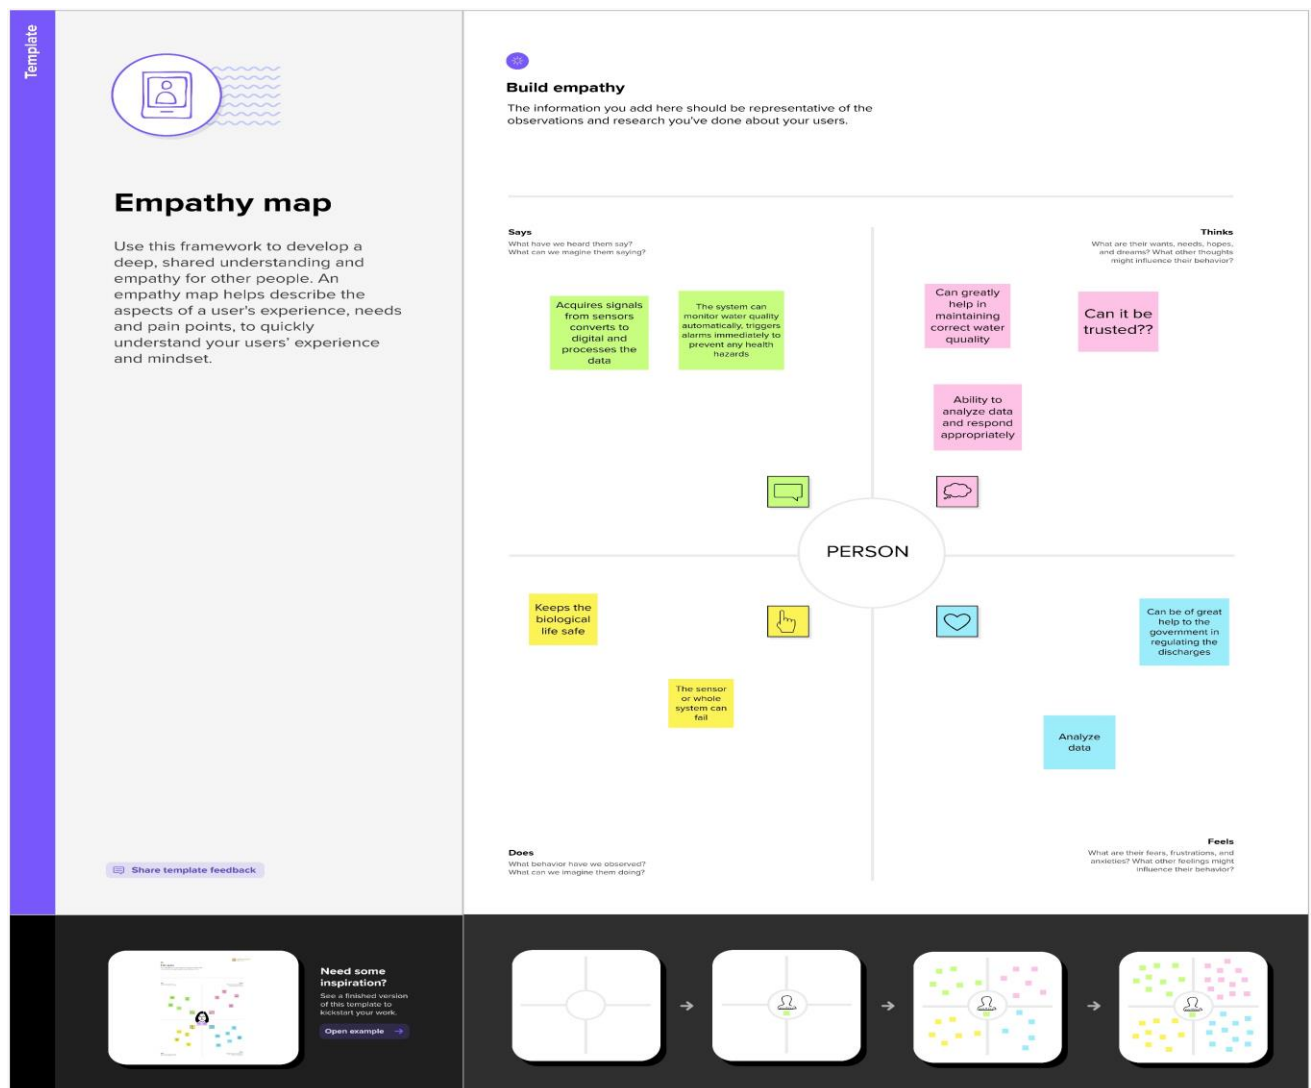 Template
Empathy map
Use this framework to develop a
deep, shared understanding and
empathy for other people. An
empathy map helps describe the
aspects of a user's experience, needs
and pain points, to quickly
understand your users' experience
and mindset.
Share template feedback
Build empathy
The information you add here should be representative of the
observations and research you've done about your users.
Says
What have we heard them say?
What can we magine them saying?
Acquires signals
from sensors
converts to
digital and
processes the
data
The system can
monitor water quality
automatically, triggers
alarms immediately to
prevent any health
hazards
Thinks
What are their wants, needs, hopes,
and dreams? What other thoughts
might influence their behavior?
Can greatly
help in
maintaining
correct water
quuality
Can it be
trusted??
Ability to
analyze data
and respond
appropriately
PERSON
Keeps the
biological
life safe
The sensor
or whole
system can
fail
Does
What behavior have we observed?
What can we imagine them doing?
Can be of great
help to the
government in
regulating the
discharges
Analyze
data
Feels
What are their fears, frustrations, and
anxieties? What other feelings might
influence their behavior?
Need some
inspiration?
See a finished version
of this template to
kickstart your work.
Open example